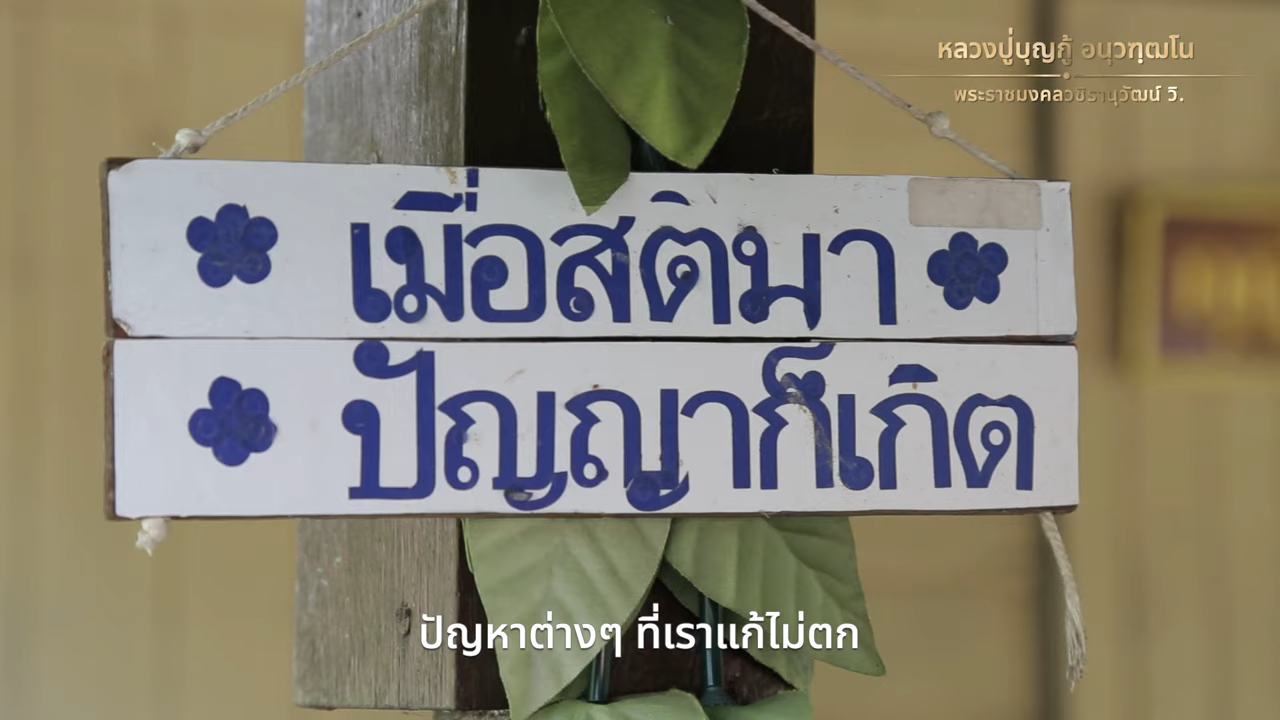 หลวงปู่บุญกู้ อนุวฑฺฒโน
พระราชมงคลวชิรานุวัฒน์ วิ.
เมื่อสติมา
ปัญญาก็เกิด
ปัญหาต่างๆ ที่เราแก้ไม่ตก